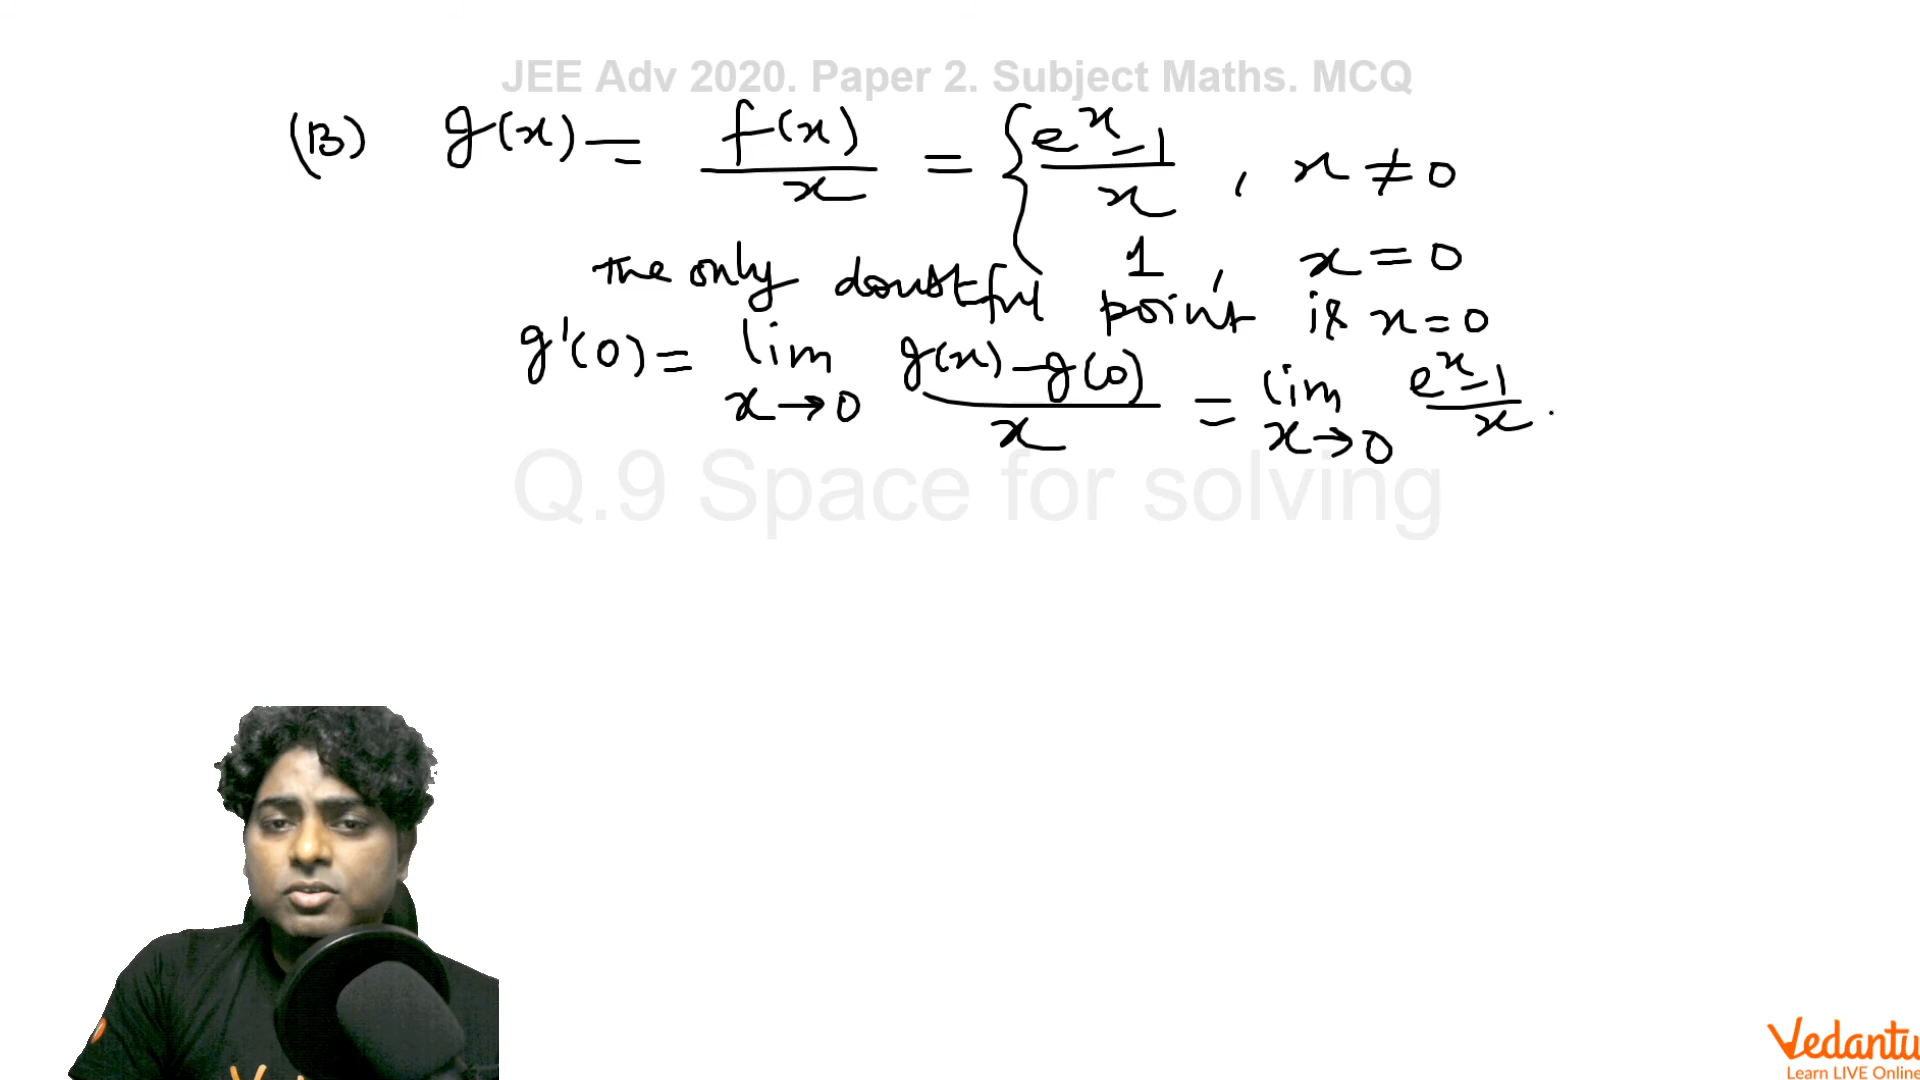 JEE Adv 2020. Paper 2. Subject Maths. MCQ
(B) g(x) = f(x)/x = { (e^x - 1)/x , x ≠ 0
1 , x = 0
The only doubtful point is x = 0
g'(0) = lim x→0 (g(x) - g(0))/x = lim x→0 (e^x - 1)/x .
Q.9 Space for solving
Vedantu
Learn LIVE Online